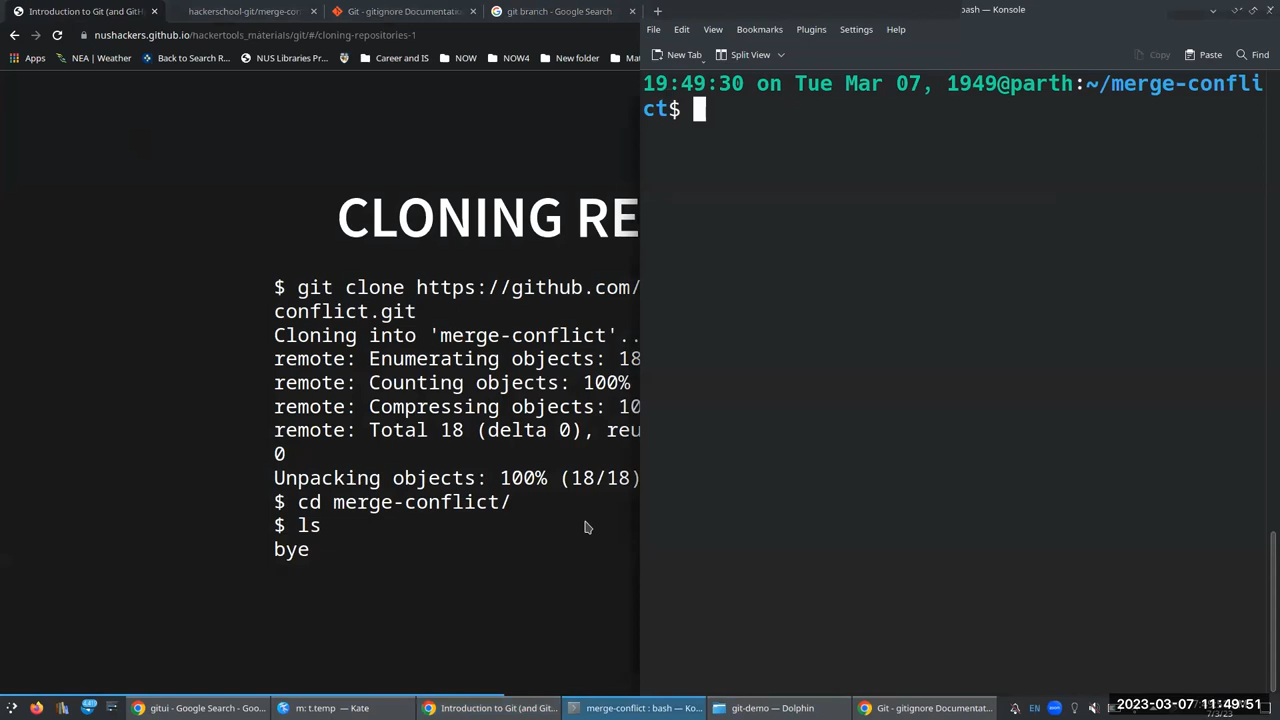 Introduction to Git (and GitH
hackerschool-git/merge-con
Git - gitignore Documentation
git branch - Google Search
nushackers.github.io/hackertools_materials/git/#/cloning-repositories-1
Apps
NEA | Weather
Back to Search R...
NUS Libraries Pr...
Career and IS
NOW
NOW4
New folder
Mat
CLONING RE
$ git clone https://github.com/
conflict.git
Cloning into 'merge-conflict'..
remote: Enumerating objects: 18
remote: Counting objects: 100%
remote: Compressing objects: 10
remote: Total 18 (delta 0), reu
0
Unpacking objects: 100% (18/18)
$ cd merge-conflict/
$ ls
bye
bash — Konsole
File Edit View Bookmarks Plugins Settings Help
New Tab
Split View
Copy
Paste
Find
19:49:30 on Tue Mar 07, 1949@parth:~/merge-confli
ct$
gitui - Google Search - Goo
m: t.temp — Kate
Introduction to Git (and Git
merge-conflict : bash — Ko...
git-demo — Dolphin
Git - gitignore Documentat...
EN
2023-03-07 11:49:51